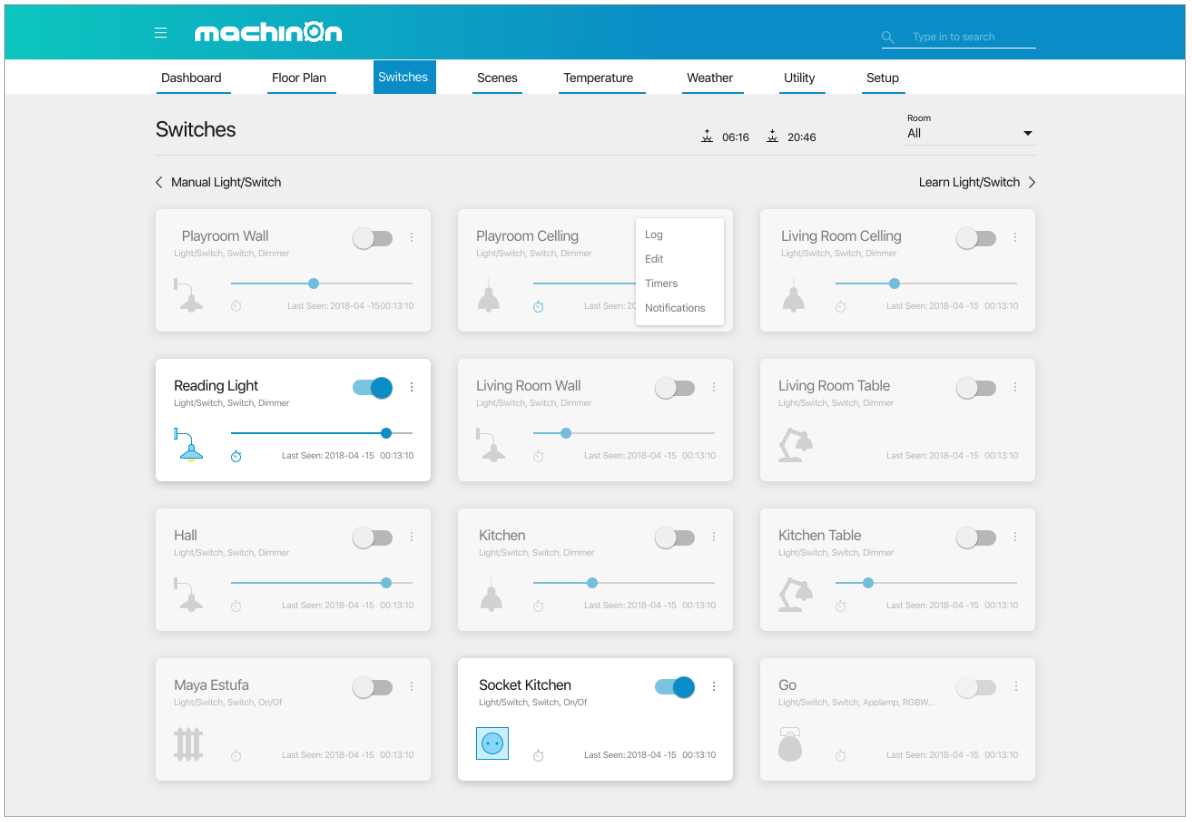 machinon
Type in to search
Dashboard Floor Plan Switches Scenes Temperature Weather Utility Setup
Switches
06:16 20:46
Room
All
Manual Light/Switch
Learn Light/Switch
Playroom Wall
Light/Switch, Switch, Dimmer
Last Seen: 2018-04 -1500:13:10
Playroom Celling
Light/Switch, Switch, Dimmer
Last Seen: 20
Log
Edit
Timers
Notifications
Living Room Celling
Light/Switch, Switch, Dimmer
Last Seen: 2018-04 -15 00:13:10
Reading Light
Light/Switch, Switch, Dimmer
Last Seen: 2018-04 -15 00:13:10
Living Room Wall
Light/Switch, Switch, Dimmer
Last Seen: 2018-04 -15 00:13:10
Living Room Table
Light/Switch, Switch, Dimmer
Last Seen: 2018-04 -15 00:13:10
Hall
Light/Switch, Switch, Dimmer
Last Seen: 2018-04 -15 00:13:10
Kitchen
Light/Switch, Switch, Dimmer
Last Seen: 2018-04 -15 00:13:10
Kitchen Table
Light/Switch, Switch, Dimmer
Last Seen: 2018-04 -15 00:13:10
Maya Estufa
Light/Switch, Switch, On/Of
Last Seen: 2018-04 -15 00:13:10
Socket Kitchen
Light/Switch, Switch, On/Of
Last Seen: 2018-04 -15 00:13:10
Go
Light/Switch, Switch, Applamp, RGBW...
Last Seen: 2018-04 -15 00:13:10